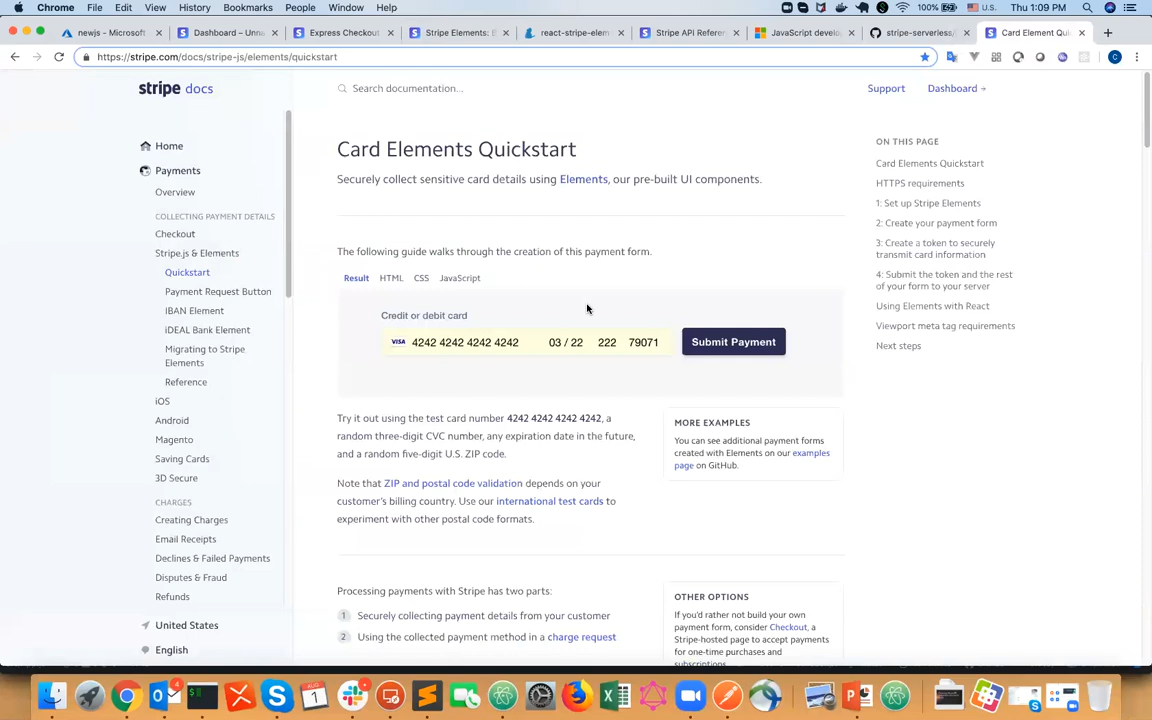 Chrome File Edit View History Bookmarks People Window Help 100% U.S. Thu 1:09 PM
newjs - Microsoft Dashboard – Unna Express Checkout Stripe Elements: E react-stripe-elem Stripe API Referen JavaScript develo stripe-serverless/ Card Element Qui
https://stripe.com/docs/stripe-js/elements/quickstart
C
stripe docs
Search documentation...
Support
Dashboard
Home
Payments
Overview
COLLECTING PAYMENT DETAILS
Checkout
Stripe.js & Elements
Quickstart
Payment Request Button
IBAN Element
iDEAL Bank Element
Migrating to Stripe
Elements
Reference
iOS
Android
Magento
Saving Cards
3D Secure
CHARGES
Creating Charges
Email Receipts
Declines & Failed Payments
Disputes & Fraud
Refunds
United States
English
Card Elements Quickstart
Securely collect sensitive card details using Elements, our pre-built UI components.
The following guide walks through the creation of this payment form.
Result HTML CSS JavaScript
Credit or debit card
VISA 4242 4242 4242 4242 03 / 22 222 79071 Submit Payment
Try it out using the test card number 4242 4242 4242 4242, a
random three-digit CVC number, any expiration date in the future,
and a random five-digit U.S. ZIP code.
Note that ZIP and postal code validation depends on your
customer's billing country. Use our international test cards to
experiment with other postal code formats.
MORE EXAMPLES
You can see additional payment forms
created with Elements on our examples
page on GitHub.
Processing payments with Stripe has two parts:
1 Securely collecting payment details from your customer
2 Using the collected payment method in a charge request
OTHER OPTIONS
If you'd rather not build your own
payment form, consider Checkout, a
Stripe-hosted page to accept payments
for one-time purchases and
subscriptions.
ON THIS PAGE
Card Elements Quickstart
HTTPS requirements
1: Set up Stripe Elements
2: Create your payment form
3: Create a token to securely
transmit card information
4: Submit the token and the rest
of your form to your server
Using Elements with React
Viewport meta tag requirements
Next steps
4
1